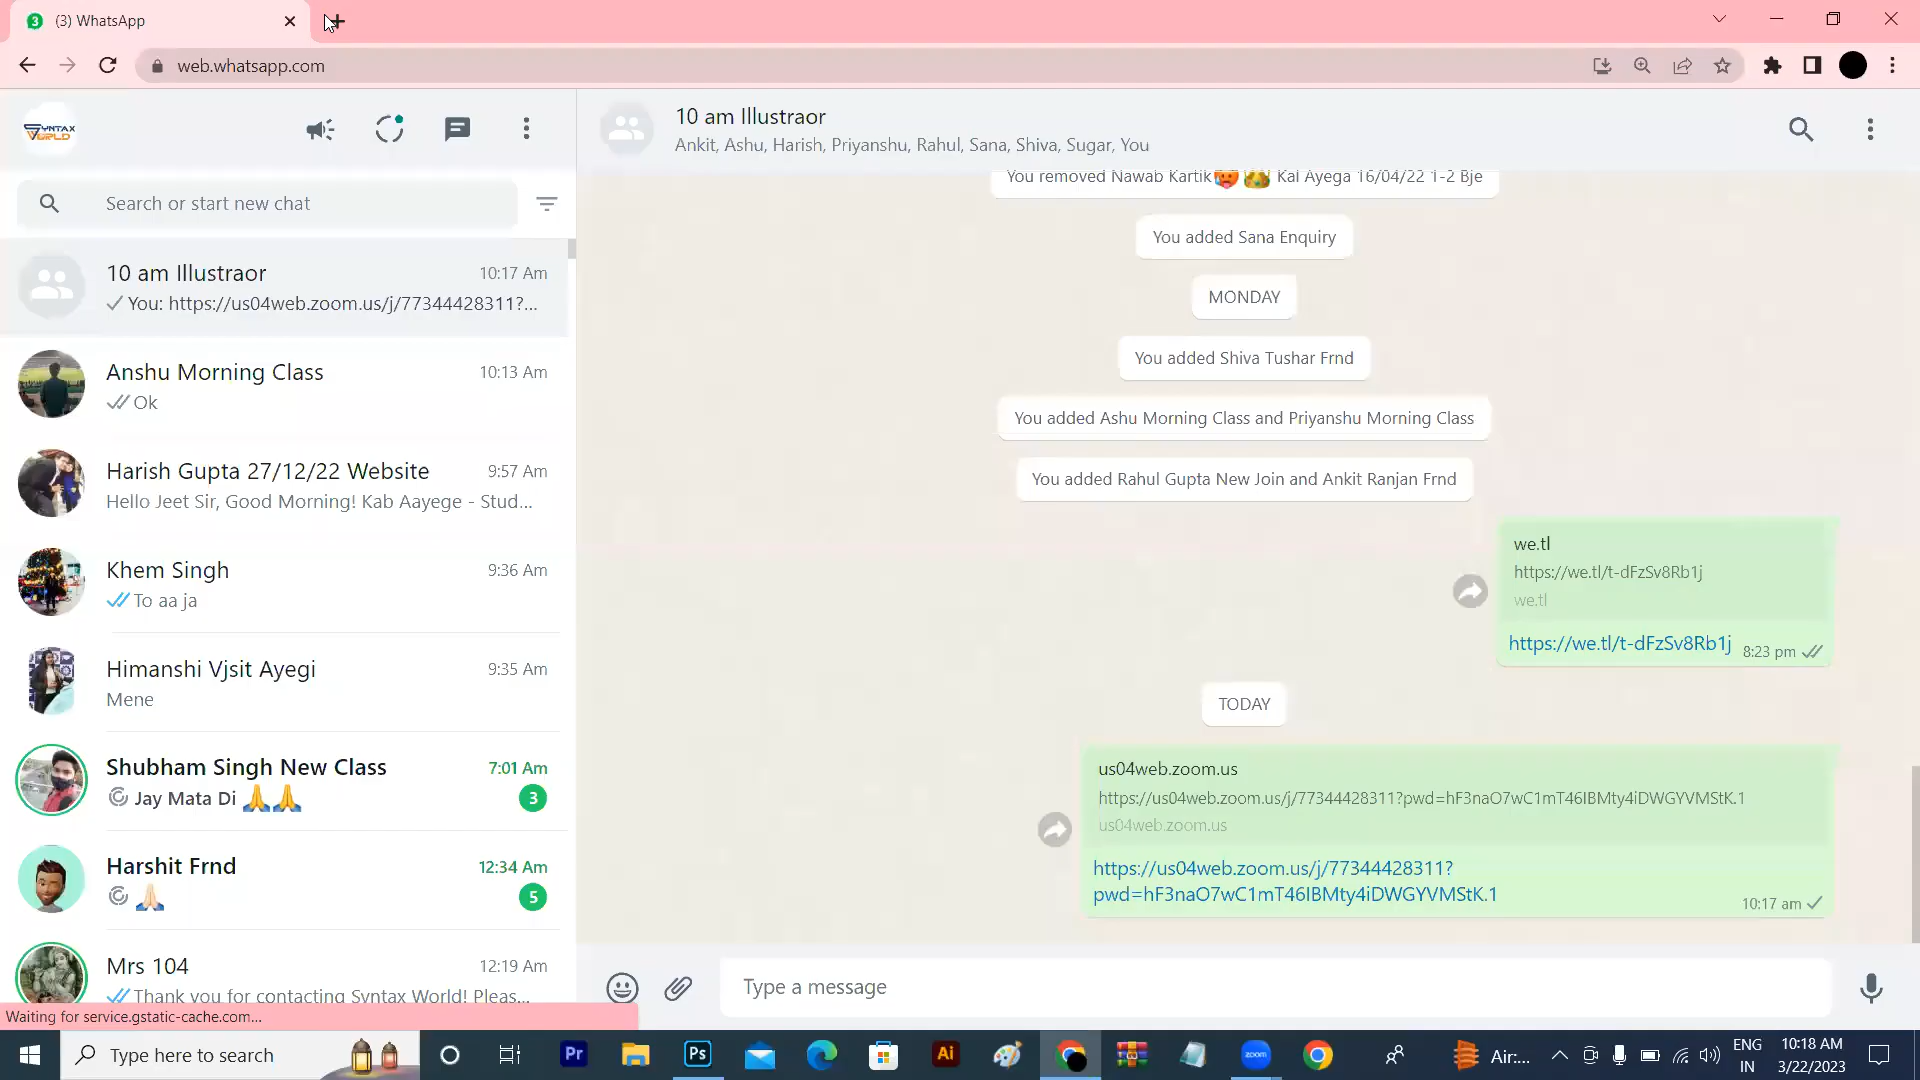 3 (3) WhatsApp
web.whatsapp.com
SYNTAX
WORLD
10 am Illustraor
Ankit, Ashu, Harish, Priyanshu, Rahul, Sana, Shiva, Sugar, You
Search or start new chat
10 am Illustraor 10:17 Am
You: https://us04web.zoom.us/j/77344428311?...
Anshu Morning Class 10:13 Am
Ok
Harish Gupta 27/12/22 Website 9:57 Am
Hello Jeet Sir, Good Morning! Kab Aayege - Stud...
Khem Singh 9:36 Am
To aa ja
Himanshi Vjsit Ayegi 9:35 Am
Mene
Shubham Singh New Class 7:01 Am
Jay Mata Di 🙏🙏 3
Harshit Frnd 12:34 Am
🙏🏻 5
Mrs 104 12:19 Am
Thank you for contacting Syntax World! Pleas...
Waiting for service.gstatic-cache.com...
You removed Nawab Kartik🥵 Kal Ayega 16/04/22 1-2 Bje
You added Sana Enquiry
MONDAY
You added Shiva Tushar Frnd
You added Ashu Morning Class and Priyanshu Morning Class
You added Rahul Gupta New Join and Ankit Ranjan Frnd
we.tl
https://we.tl/t-dFzSv8Rb1j
we.tl
https://we.tl/t-dFzSv8Rb1j 8:23 pm
TODAY
us04web.zoom.us
https://us04web.zoom.us/j/77344428311?pwd=hF3naO7wC1mT46IBMty4iDWGYVMStK.1
us04web.zoom.us
https://us04web.zoom.us/j/77344428311?
pwd=hF3naO7wC1mT46IBMty4iDWGYVMStK.1
10:17 am
Type a message
Type here to search
Pr
Ps
Ai
zoom
Air:...
ENG
IN
10:18 AM
3/22/2023